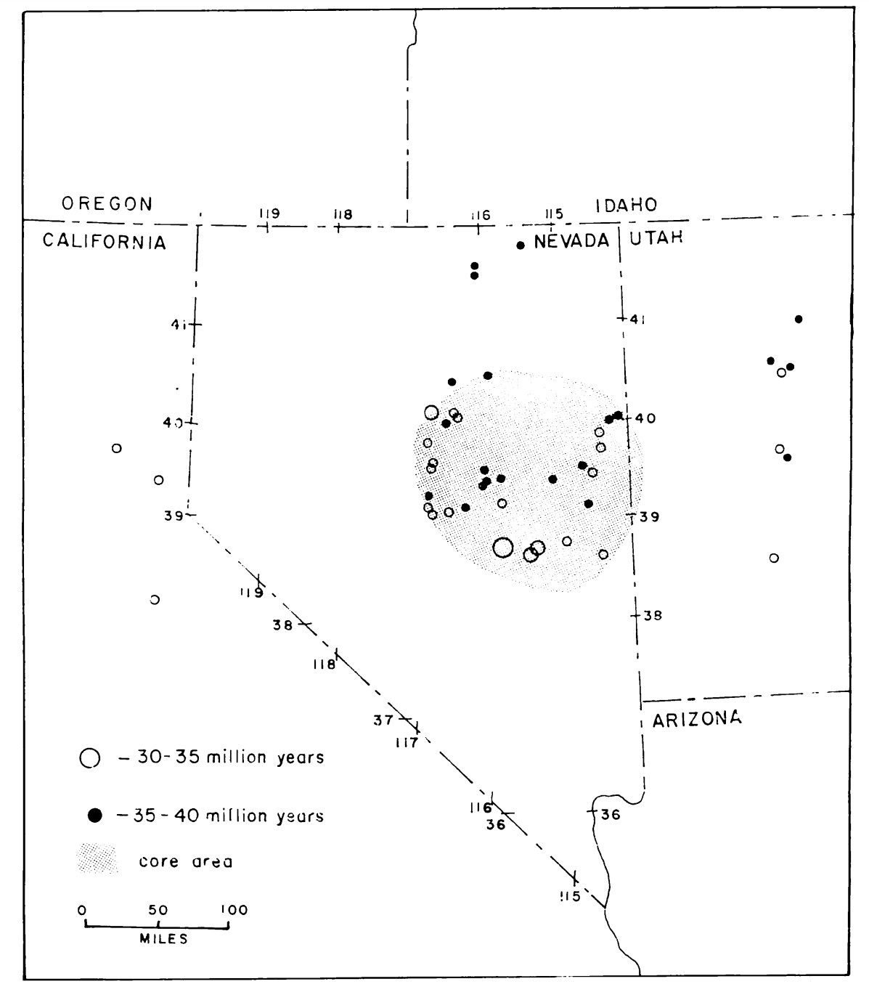 OREGON
IDAHO
119
118
116
115
CALIFORNIA
NEVADA
UTAH
41
41
40
40
39
39
119
38
38
118
37
117
ARIZONA
○ – 30-35 million years
116
36
36
● – 35-40 million years
core area
115
0 50 100
MILES